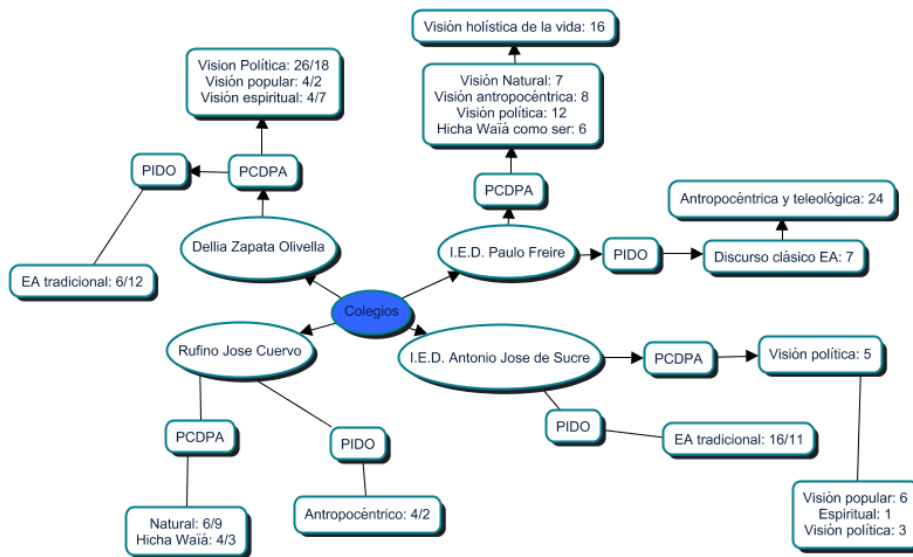 Visión holística de la vida: 16
Vision Política: 26/18
Visión popular: 4/2
Visión espiritual: 4/7
Visión Natural: 7
Visión antropocéntrica: 8
Visión política: 12
Hicha Waïá como ser: 6
PIDO
PCDPA
PCDPA
Antropocéntrica y teleológica: 24
Dellia Zapata Olivella
I.E.D. Paulo Freire
PIDO
Discurso clásico EA: 7
EA tradicional: 6/12
Colegios
Rufino Jose Cuervo
I.E.D. Antonio Jose de Sucre
PCDPA
Visión política: 5
PCDPA
PIDO
PIDO
EA tradicional: 16/11
Natural: 6/9
Hicha Waïá: 4/3
Antropocéntrico: 4/2
Visión popular: 6
Espiritual: 1
Visión política: 3